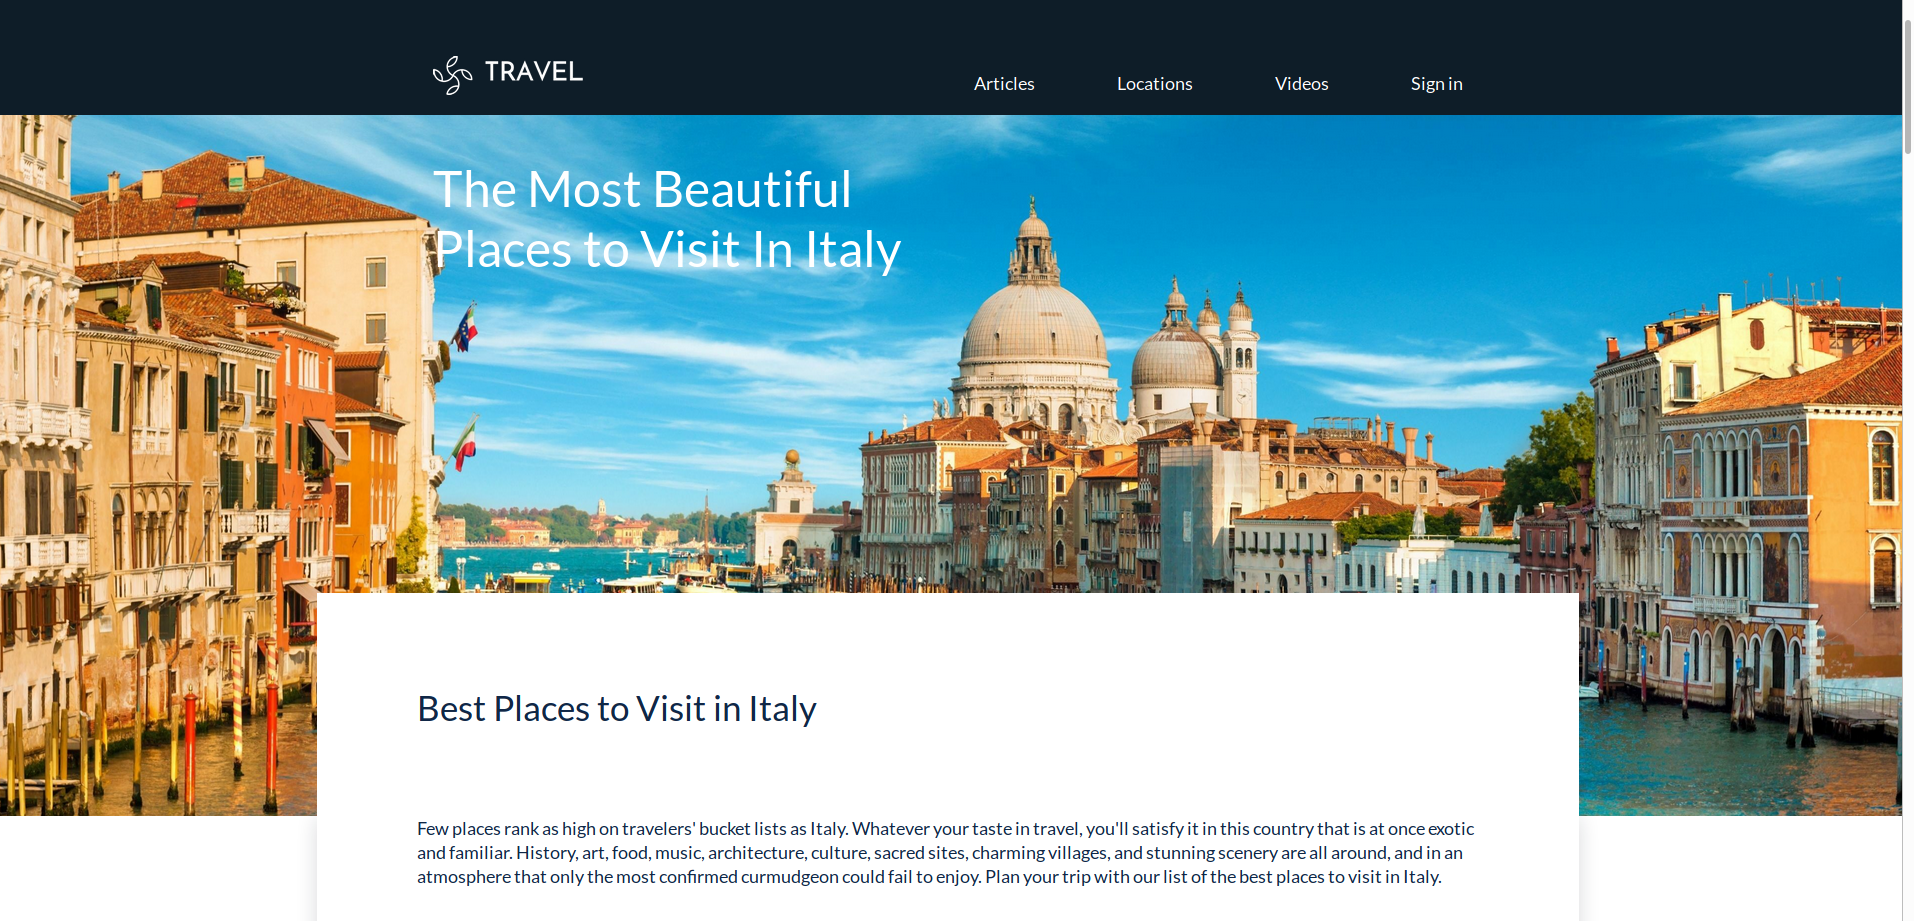 TRAVEL
Articles
Locations
Videos
Sign in
The Most Beautiful
Places to Visit In Italy
Best Places to Visit in Italy
Few places rank as high on travelers' bucket lists as Italy. Whatever your taste in travel, you'll satisfy it in this country that is at once exotic
and familiar. History, art, food, music, architecture, culture, sacred sites, charming villages, and stunning scenery are all around, and in an
atmosphere that only the most confirmed curmudgeon could fail to enjoy. Plan your trip with our list of the best places to visit in Italy.